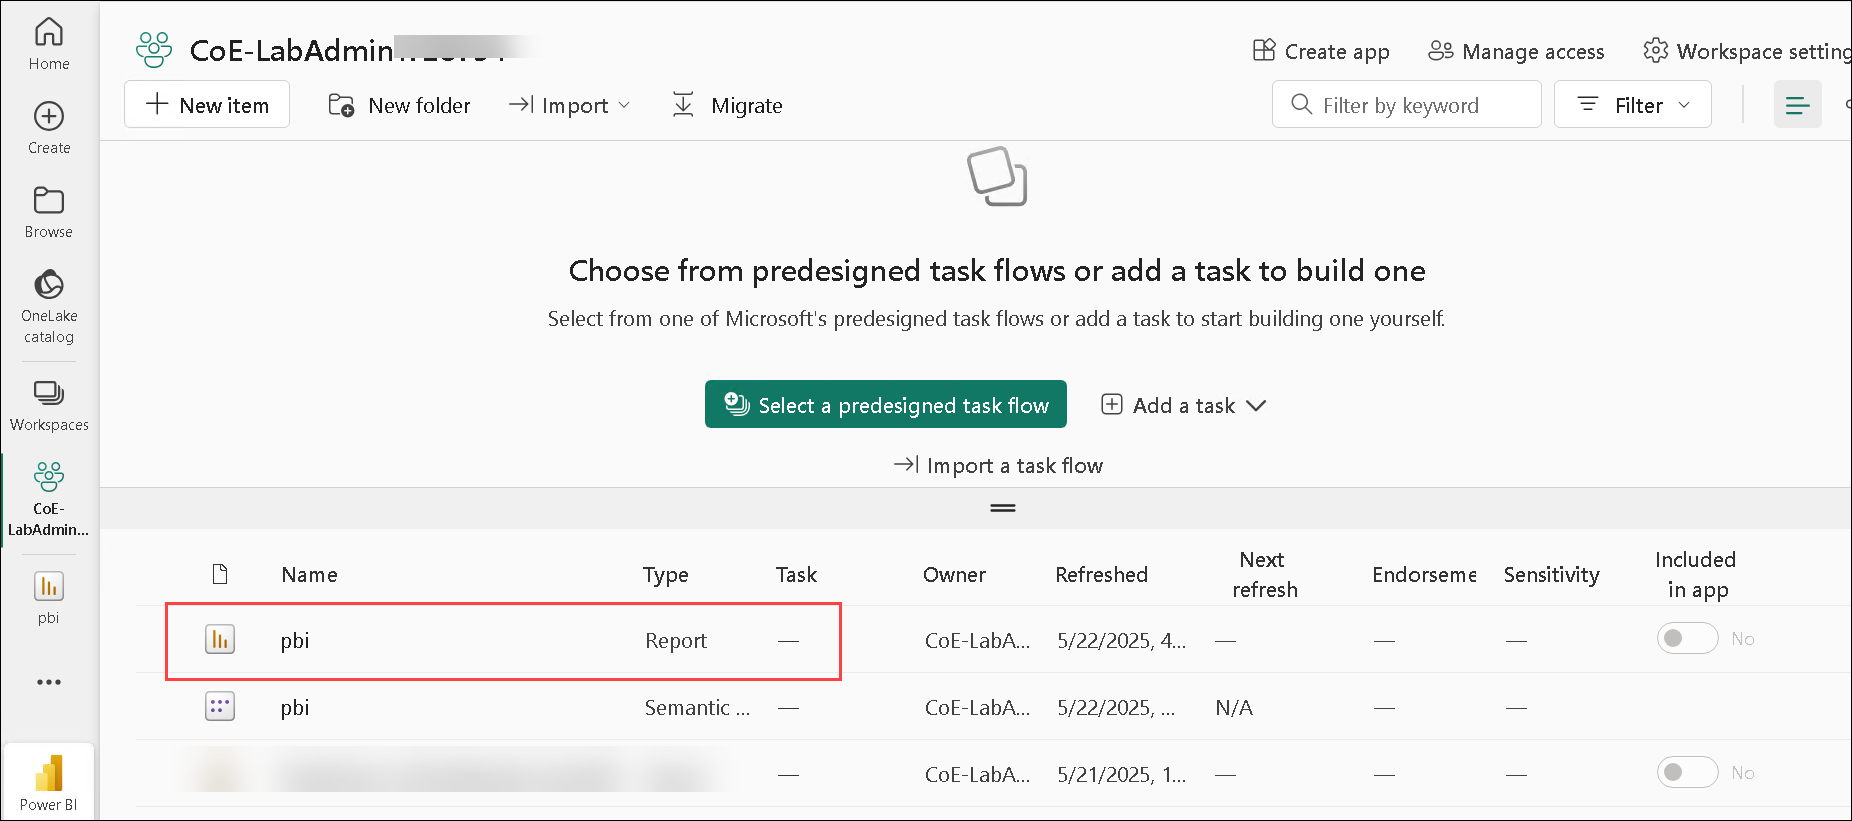 Home
Create
Browse
OneLake
catalog
Workspaces
CoE-
LabAdmin...
pbi
Power BI
CoE-LabAdmin
Create app
Manage access
Workspace setting
New item
New folder
Import
Migrate
Filter by keyword
Filter
Choose from predesigned task flows or add a task to build one
Select from one of Microsoft's predesigned task flows or add a task to start building one yourself.
Select a predesigned task flow
Add a task
Import a task flow
Name Type Task Owner Refreshed Next refresh Endorseme Sensitivity Included in app
pbi Report — CoE-LabA... 5/22/2025, 4... — — — No
pbi Semantic ... — CoE-LabA... 5/22/2025, ... N/A — —
— CoE-LabA... 5/21/2025, 1... — — — No